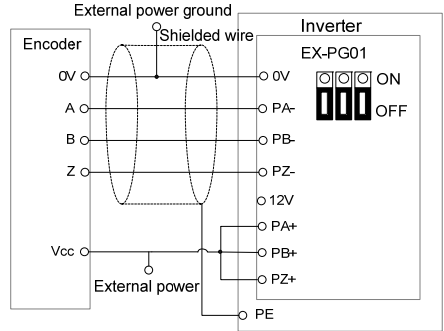 External power ground
Inverter
Encoder
Shielded wire
EX-PG01
0V
0V
ON
OFF
A
PA-
B
PB-
Z
PZ-
12V
PA+
Vcc
PB+
External power
PZ+
PE